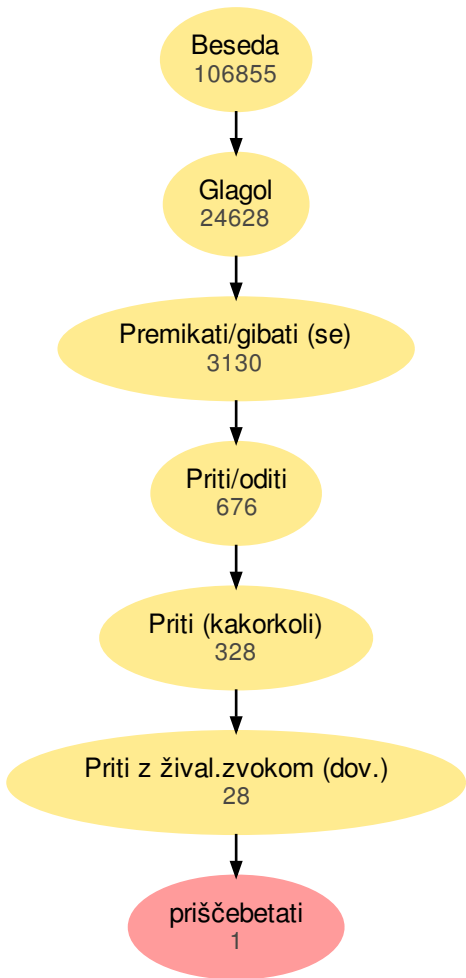 Beseda
106855
Glagol
24628
Premikati/gibati (se)
3130
Priti/oditi
676
Priti (kakorkoli)
328
Priti z žival.zvokom (dov.)
28
priščebetati
1